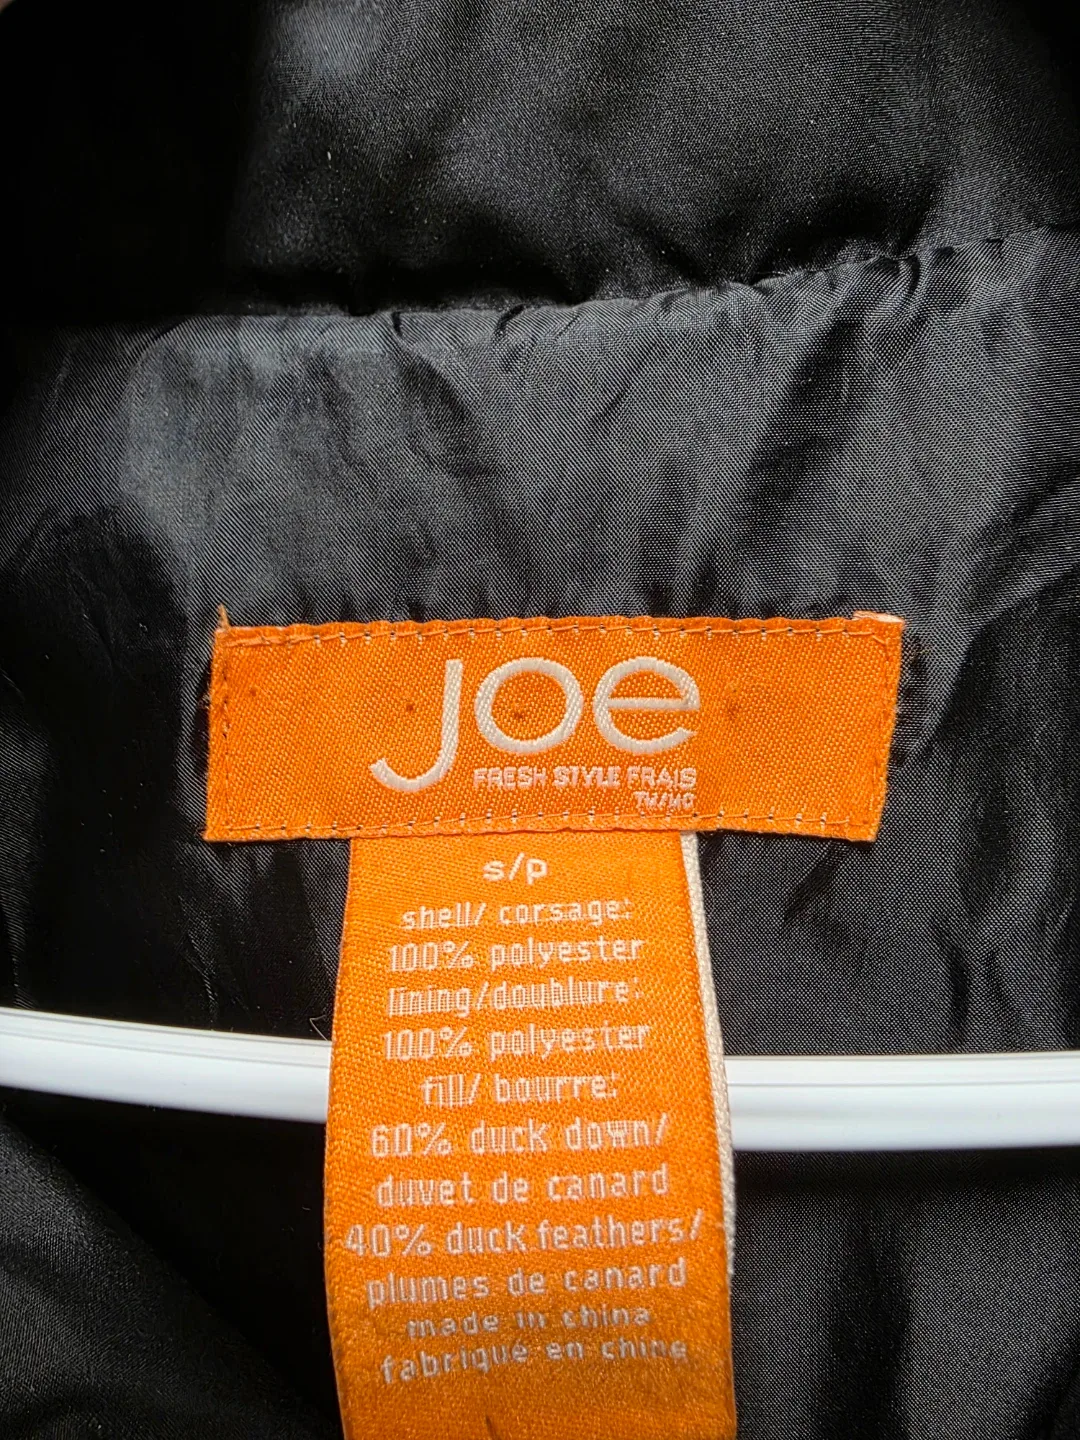 joe
FRESH STYLE FRAIS
TM/MC
s/p
shell/ corsage:
100% polyester
lining/doublure:
100% polyester
fill/ bourre:
60% duck down/
duvet de canard
40% duck feathers/
plumes de canard
made in china
fabriqué en chine